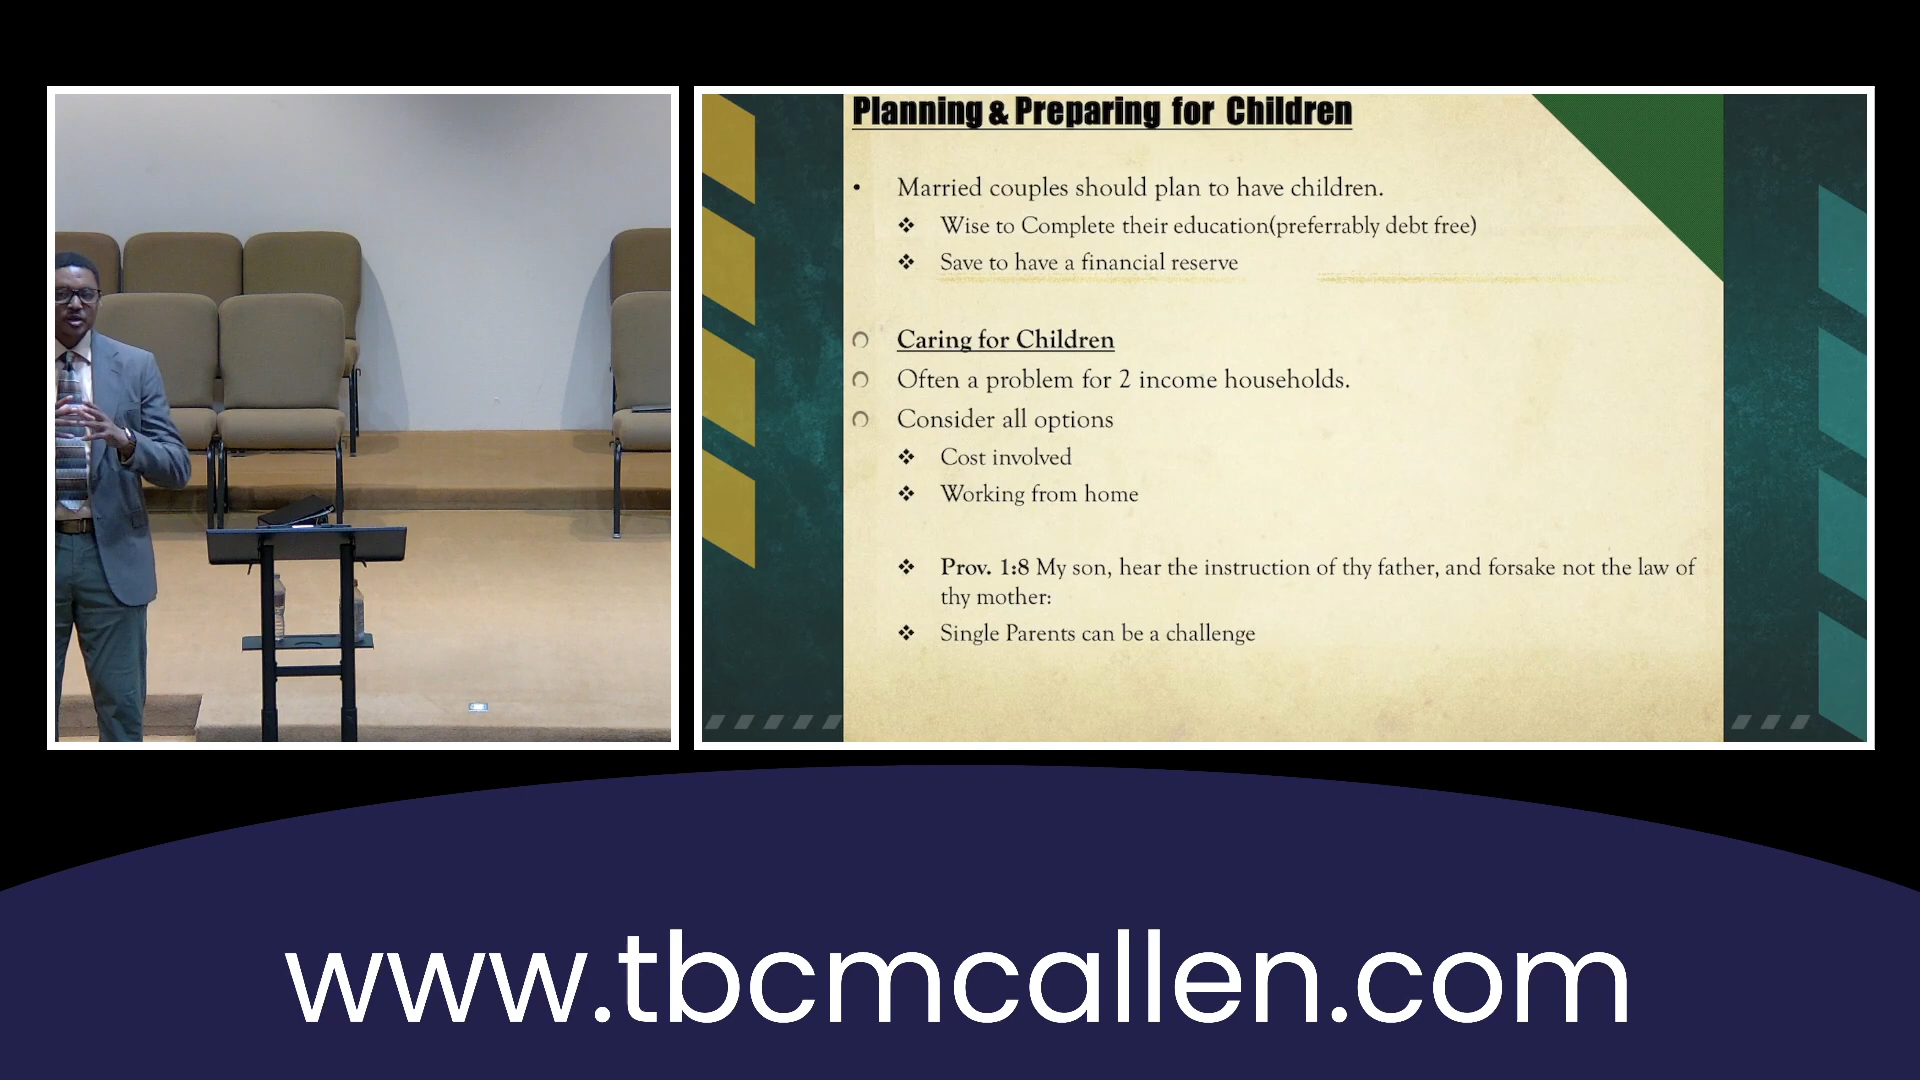 Planning & Preparing for Children
• Married couples should plan to have children.
❖ Wise to Complete their education(preferrably debt free)
❖ Save to have a financial reserve
Caring for Children
Often a problem for 2 income households.
Consider all options
❖ Cost involved
❖ Working from home
❖ Prov. 1:8 My son, hear the instruction of thy father, and forsake not the law of
thy mother:
❖ Single Parents can be a challenge
www.tbcmcallen.com